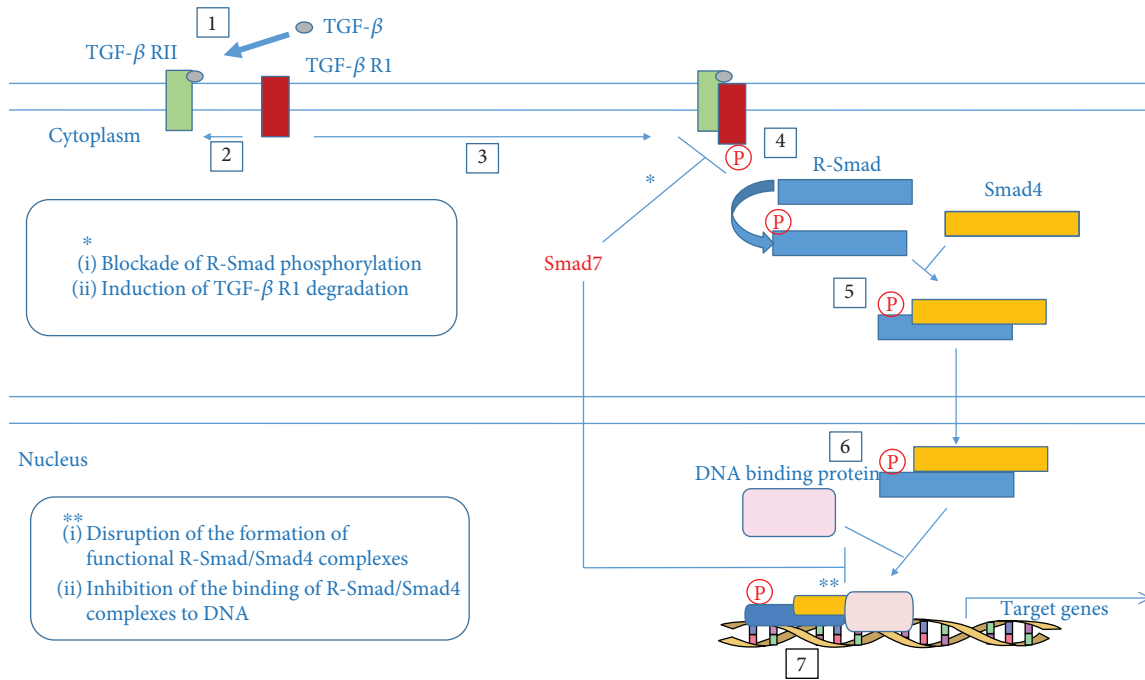 1
TGF-β
TGF-β RII
TGF-β R1
Cytoplasm
2
3
4
P
R-Smad
Smad4
P
*
*
(i) Blockade of R-Smad phosphorylation
(ii) Induction of TGF-β R1 degradation
Smad7
5
P
Nucleus
6
P
DNA binding protein
**
(i) Disruption of the formation of
functional R-Smad/Smad4 complexes
(ii) Inhibition of the binding of R-Smad/Smad4
complexes to DNA
**
P
Target genes
7